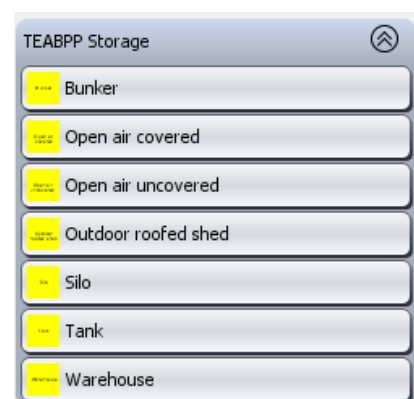 TEABPP Storage
Bunker
Open air covered
Open air uncovered
Outdoor roofed shed
Silo
Tank
Warehouse